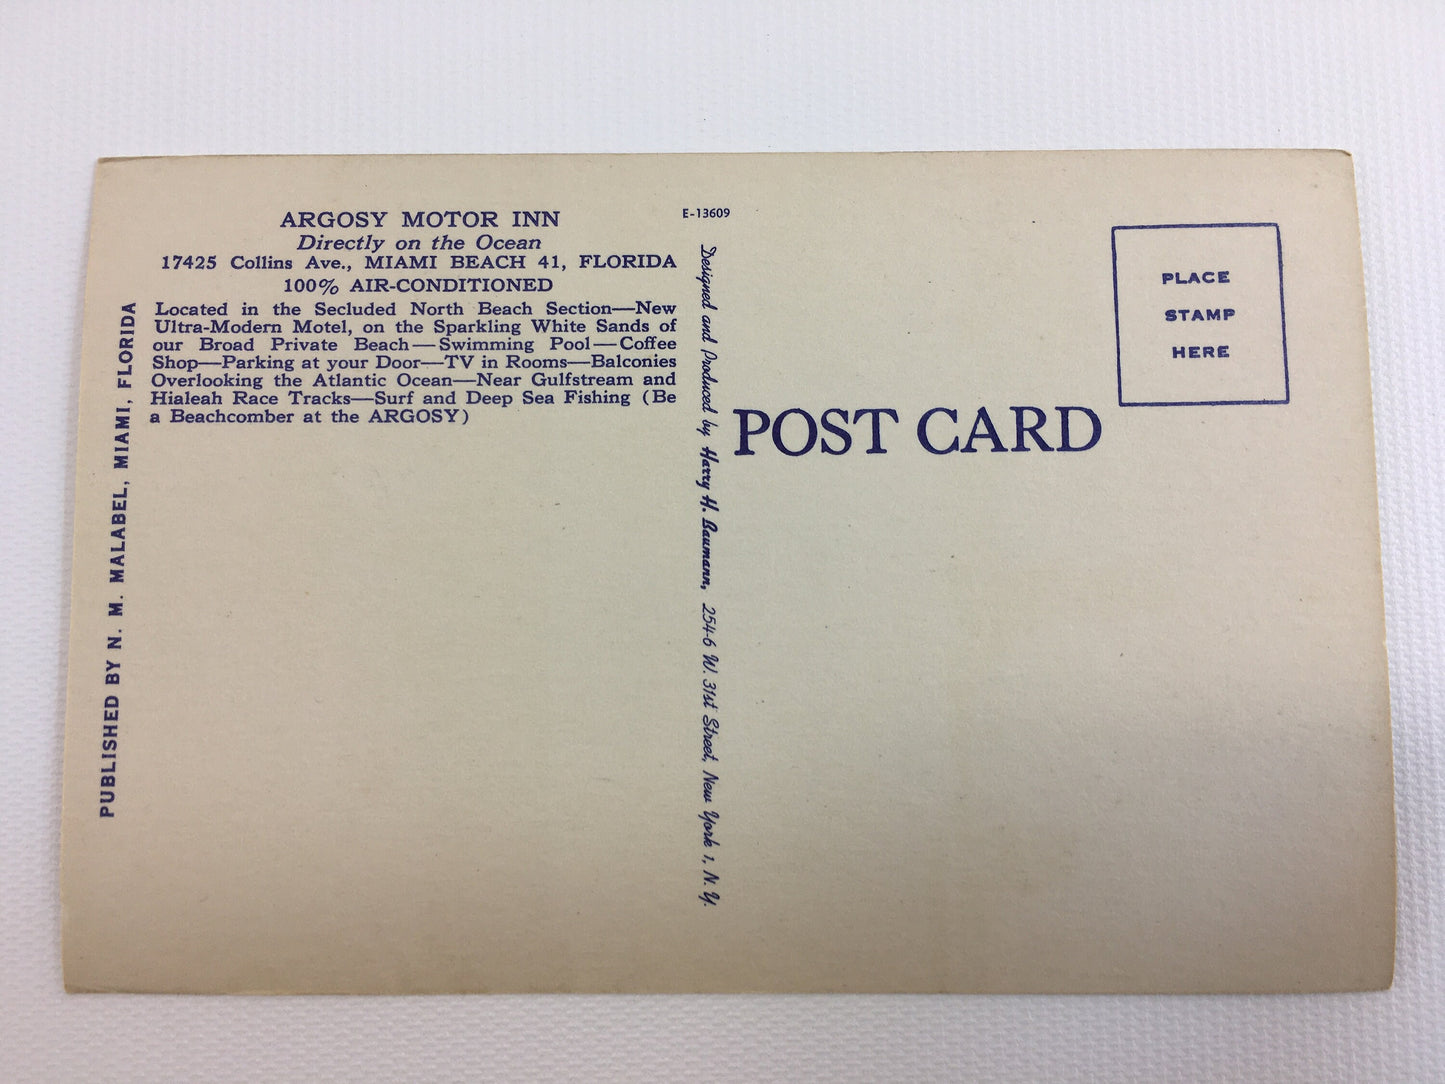 ARGOSY MOTOR INN
Directly on the Ocean
17425 Collins Ave., MIAMI BEACH 41, FLORIDA
100% AIR-CONDITIONED
Located in the Secluded North Beach Section—New
Ultra-Modern Motel, on the Sparkling White Sands of
our Broad Private Beach—Swimming Pool—Coffee
Shop—Parking at your Door—TV in Rooms—Balconies
Overlooking the Atlantic Ocean—Near Gulfstream and
Hialeah Race Tracks—Surf and Deep Sea Fishing (Be
a Beachcomber at the ARGOSY)
PUBLISHED BY N. M. MALABEL, MIAMI, FLORIDA
E-13609
Designed and Produced by Harry H. Baumann, 254-6 W. 31st Street, New York 1, N. Y.
PLACE
STAMP
HERE
POST CARD